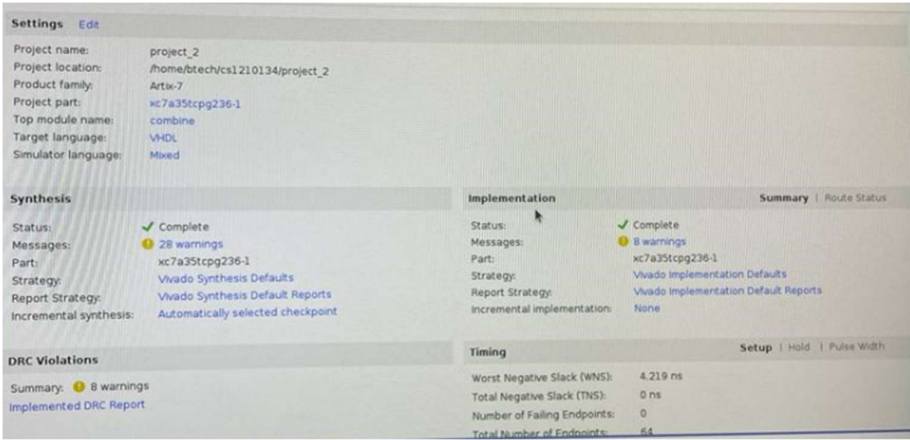 Settings Edit
Project name: project_2
Project location: /home/btech/cs1210134/project_2
Product family: Artix-7
Project part: xc7a35tcpg236-1
Top module name: combine
Target language: VHDL
Simulator language: Mixed
Synthesis
Status: Complete
Messages: 28 warnings
Part: xc7a35tcpg236-1
Strategy: Vivado Synthesis Defaults
Report Strategy: Vivado Synthesis Default Reports
Incremental synthesis: Automatically selected checkpoint
Implementation Summary | Route Status
Status: Complete
Messages: 8 warnings
Part: xc7a35tcpg236-1
Strategy: Vivado Implementation Defaults
Report Strategy: Vivado Implementation Default Reports
Incremental implementation: None
DRC Violations
Summary: 8 warnings
Implemented DRC Report
Timing Setup | Hold | Pulse Width
Worst Negative Slack (WNS): 4.219 ns
Total Negative Slack (TNS): 0 ns
Number of Failing Endpoints: 0
Total Number of Endpoints: 64